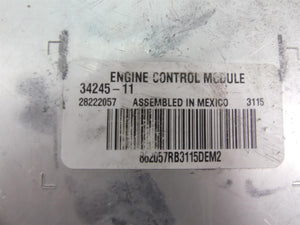 ENGINE CONTROL MODULE
34245-11
28222057 ASSEMBLED IN MEXICO 3115
862057RB3115DEM2